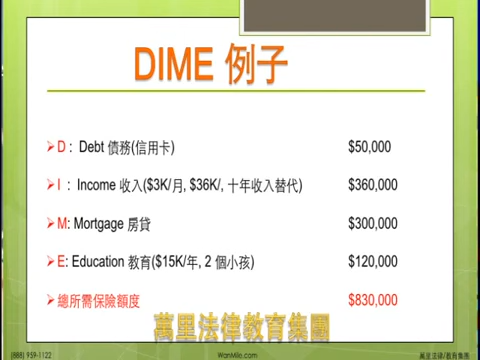 DIME 例子
D : Debt 債務(信用卡) $50,000
I : Income 收入($3K/月, $36K/, 十年收入替代) $360,000
M: Mortgage 房貸 $300,000
E: Education 教育($15K/年, 2 個小孩) $120,000
總所需保險額度 $830,000
萬里法律教育集團
(888) 959-1122 WanMile.com 萬里法律/教育集團